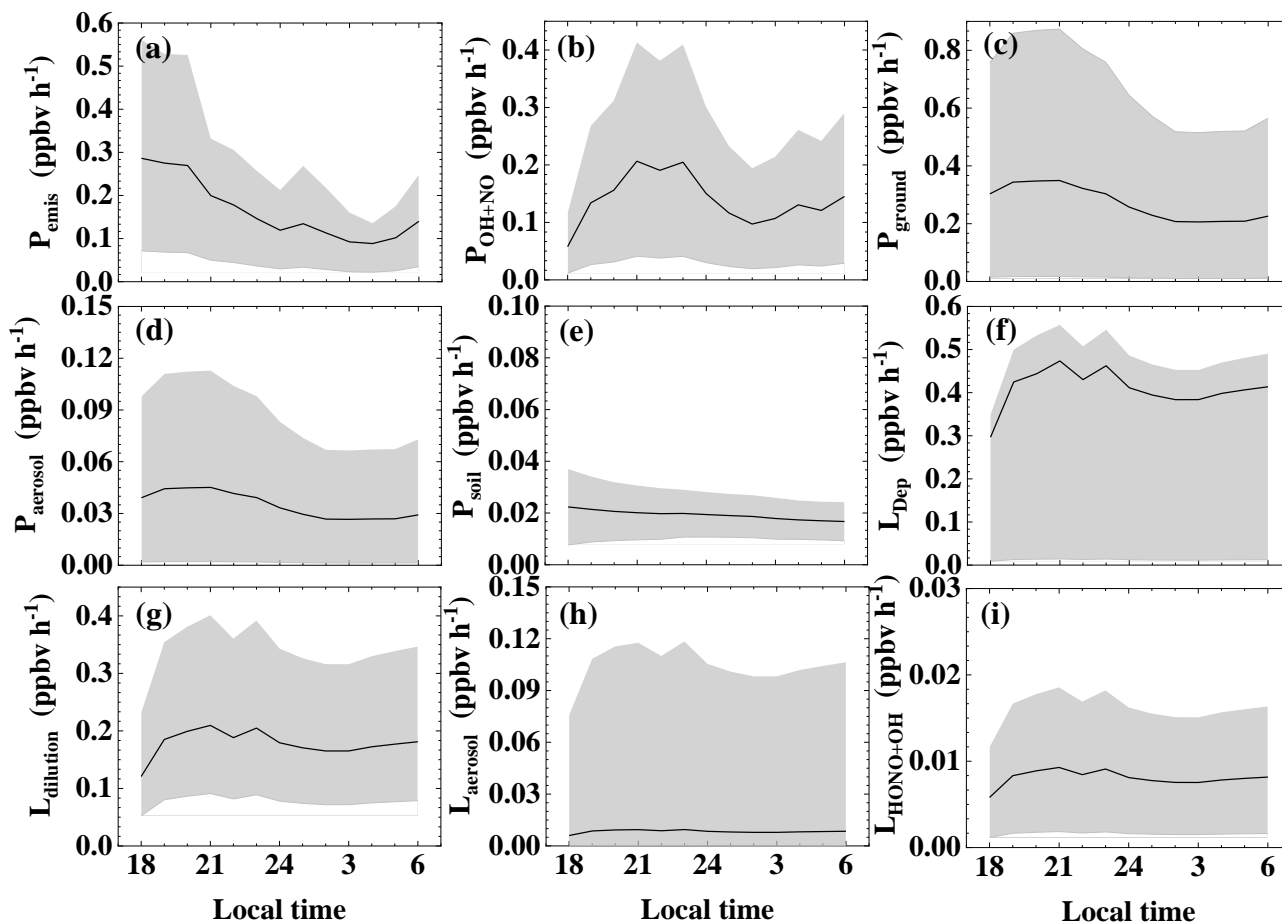 (a)
P_emis (ppbv h⁻¹)
0.6
0.5
0.4
0.3
0.2
0.1
0.0
(b)
P_OH+NO (ppbv h⁻¹)
0.4
0.3
0.2
0.1
0.0
(c)
P_ground (ppbv h⁻¹)
0.8
0.6
0.4
0.2
0.0
(d)
P_aerosol (ppbv h⁻¹)
0.15
0.12
0.09
0.06
0.03
0.00
(e)
P_soil (ppbv h⁻¹)
0.10
0.08
0.06
0.04
0.02
0.00
(f)
L_Dep (ppbv h⁻¹)
0.6
0.5
0.4
0.3
0.2
0.1
0.0
(g)
L_dilution (ppbv h⁻¹)
0.4
0.3
0.2
0.1
0.0
18 21 24 3 6
Local time
(h)
L_aerosol (ppbv h⁻¹)
0.15
0.12
0.09
0.06
0.03
0.00
18 21 24 3 6
Local time
(i)
L_HONO+OH (ppbv h⁻¹)
0.03
0.02
0.01
0.00
18 21 24 3 6
Local time